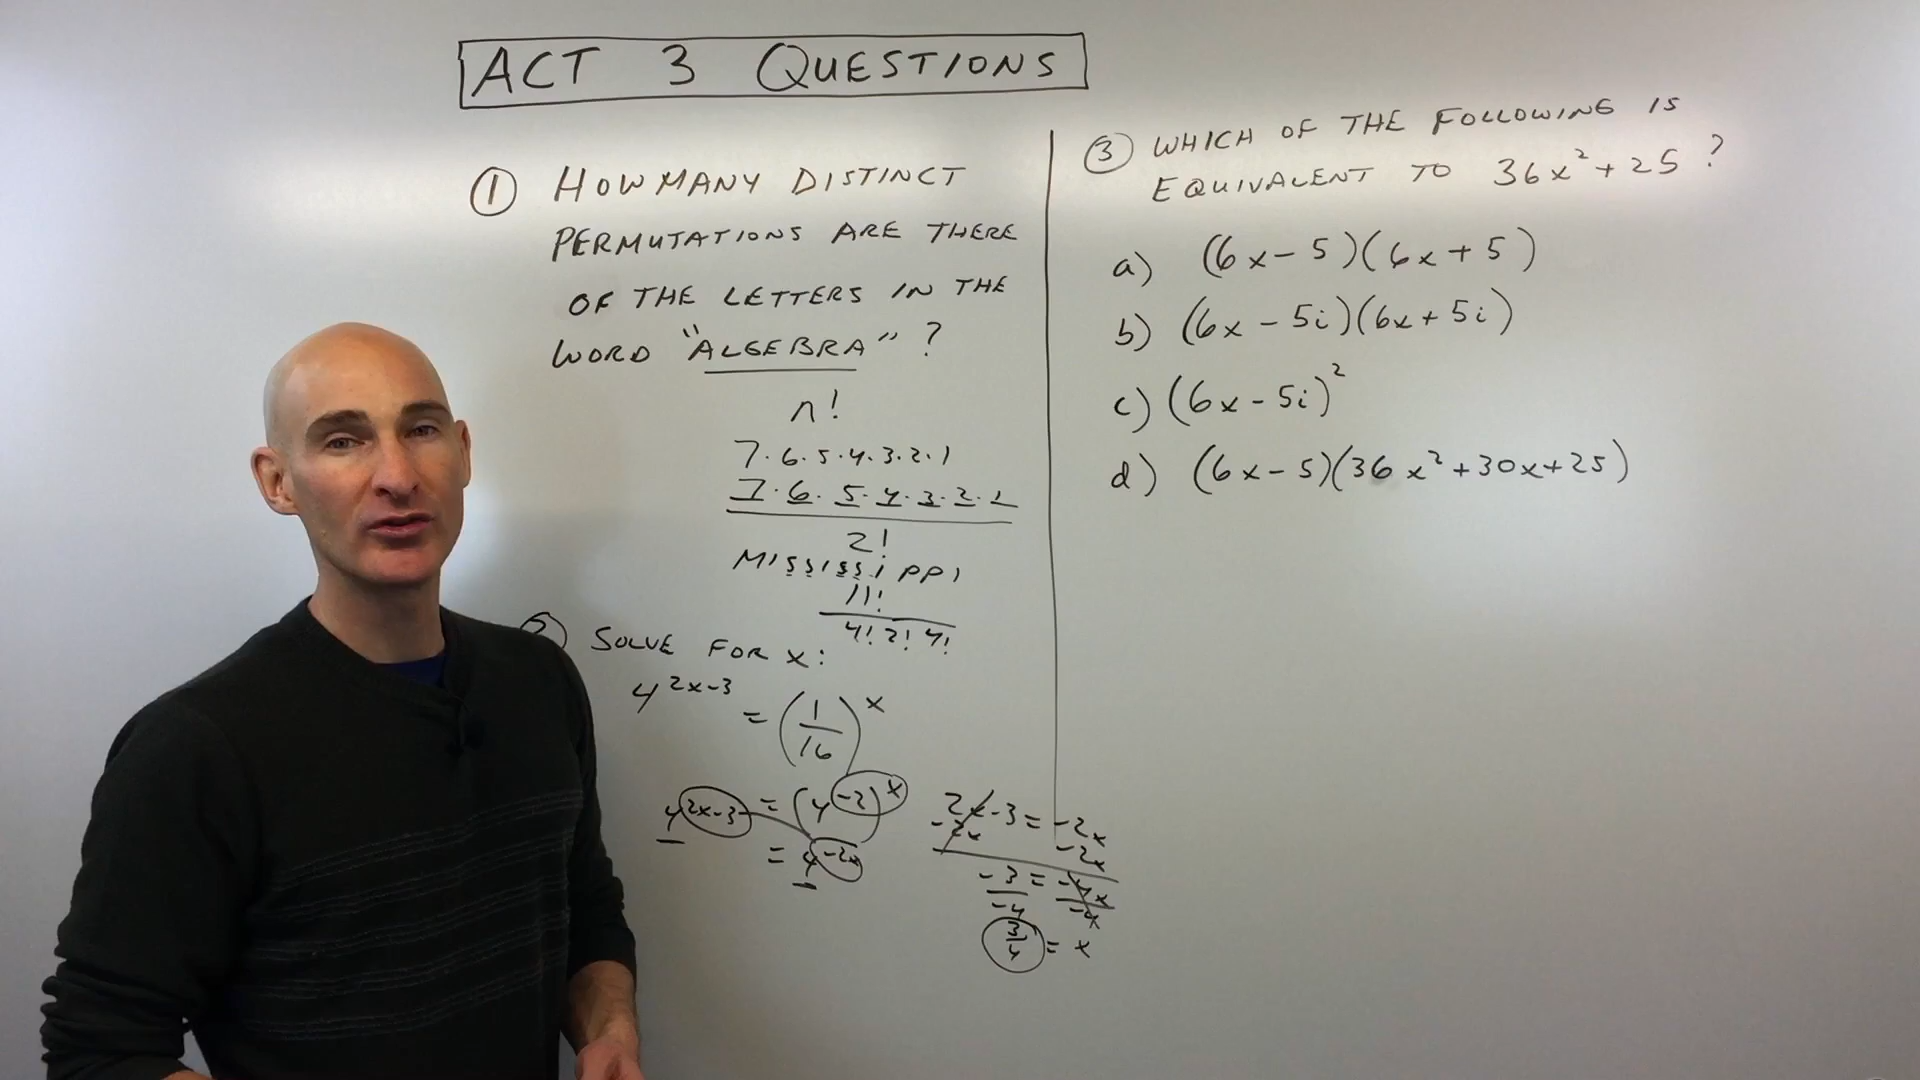 ACT 3 QUESTIONS
① HOW MANY DISTINCT
PERMUTATIONS ARE THERE
OF THE LETTERS IN THE
WORD "ALGEBRA" ?
n!
7·6·5·4·3·2·1
7·6·5·4·3·2·1
2!
MISSISSIPPI
11!
4! 2! 4!
SOLVE FOR x:
4^(2x-3) = (1/16)^x
4^(2x-3) = (4^(-2))^x
= 4^(-2x)
2x-3 = -2x
-2x -2x
-3 = -4x
-4 -4
3/4 = x
③ WHICH OF THE FOLLOWING IS
EQUIVALENT TO 36x² + 25 ?
a) (6x-5)(6x+5)
b) (6x-5i)(6x+5i)
c) (6x-5i)²
d) (6x-5)(36x²+30x+25)